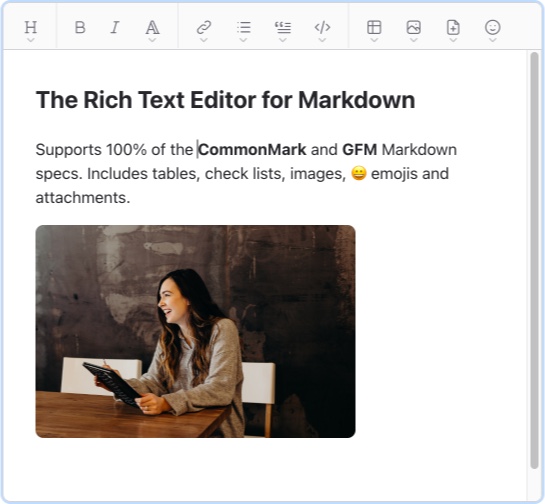 H B I A
The Rich Text Editor for Markdown
Supports 100% of the CommonMark and GFM Markdown
specs. Includes tables, check lists, images, 😄 emojis and
attachments.